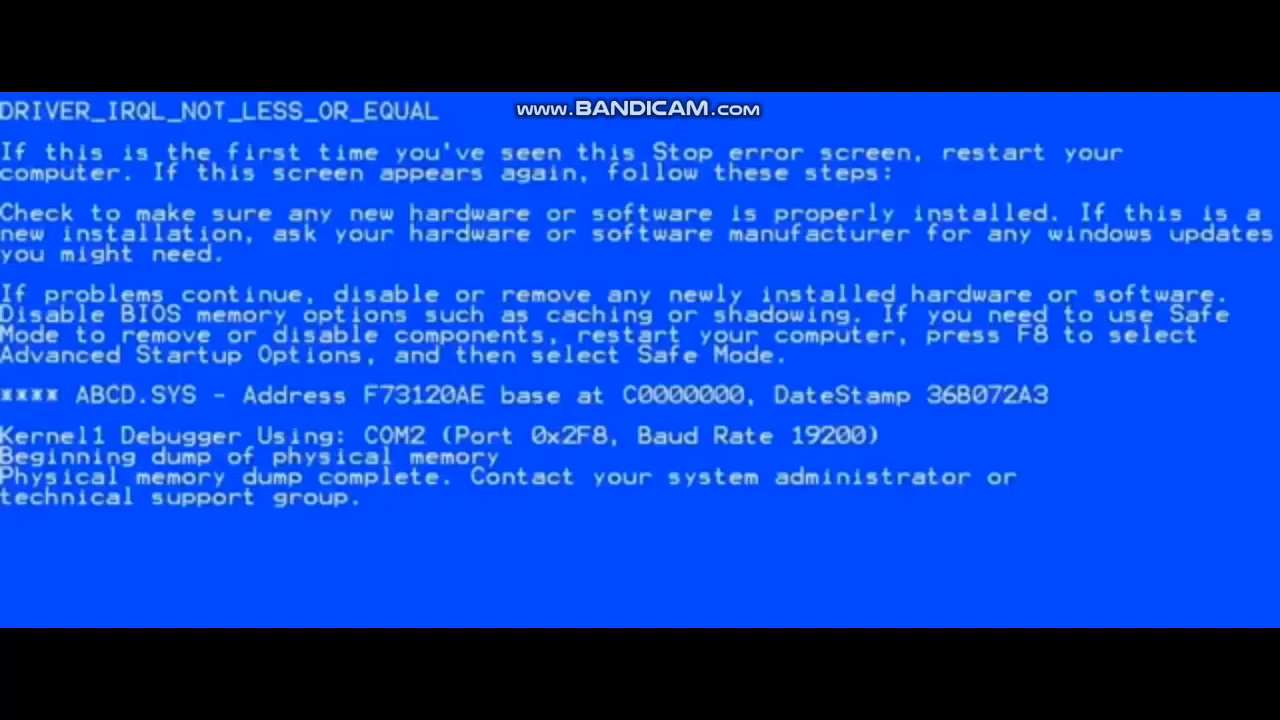 DRIVER_IRQL_NOT_LESS_OR_EQUAL
www.BANDICAM.com
If this is the first time you've seen this Stop error screen, restart your
computer. If this screen appears again, follow these steps:
Check to make sure any new hardware or software is properly installed. If this is a
new installation, ask your hardware or software manufacturer for any windows updates
you might need.
If problems continue, disable or remove any newly installed hardware or software.
Disable BIOS memory options such as caching or shadowing. If you need to use Safe
Mode to remove or disable components, restart your computer, press F8 to select
Advanced Startup Options, and then select Safe Mode.
**** ABCD.SYS - Address F73120AE base at C0000000, DateStamp 36B072A3
Kernel1 Debugger Using: COM2 (Port 0x2F8, Baud Rate 19200)
Beginning dump of physical memory
Physical memory dump complete. Contact your system administrator or
technical support group.